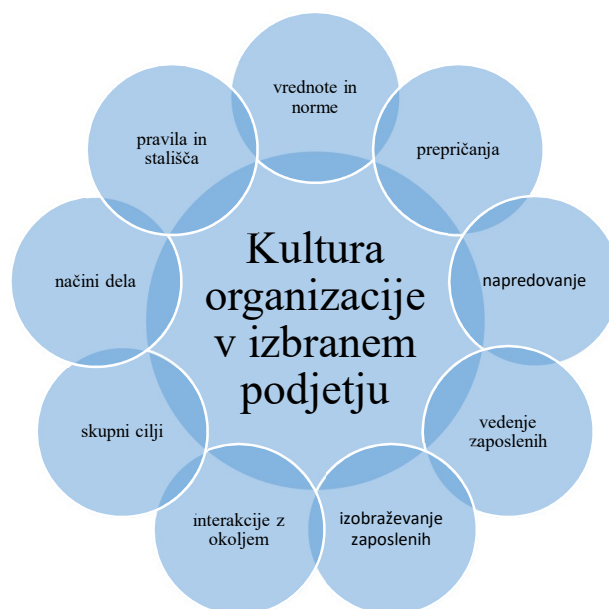 vrednote in
norme
prepričanja
napredovanje
vedenje
zaposlenih
izobraževanje
zaposlenih
interakcije z
okoljem
skupni cilji
načini dela
pravila in
stališča
Kultura
organizacije
v izbranem
podjetju